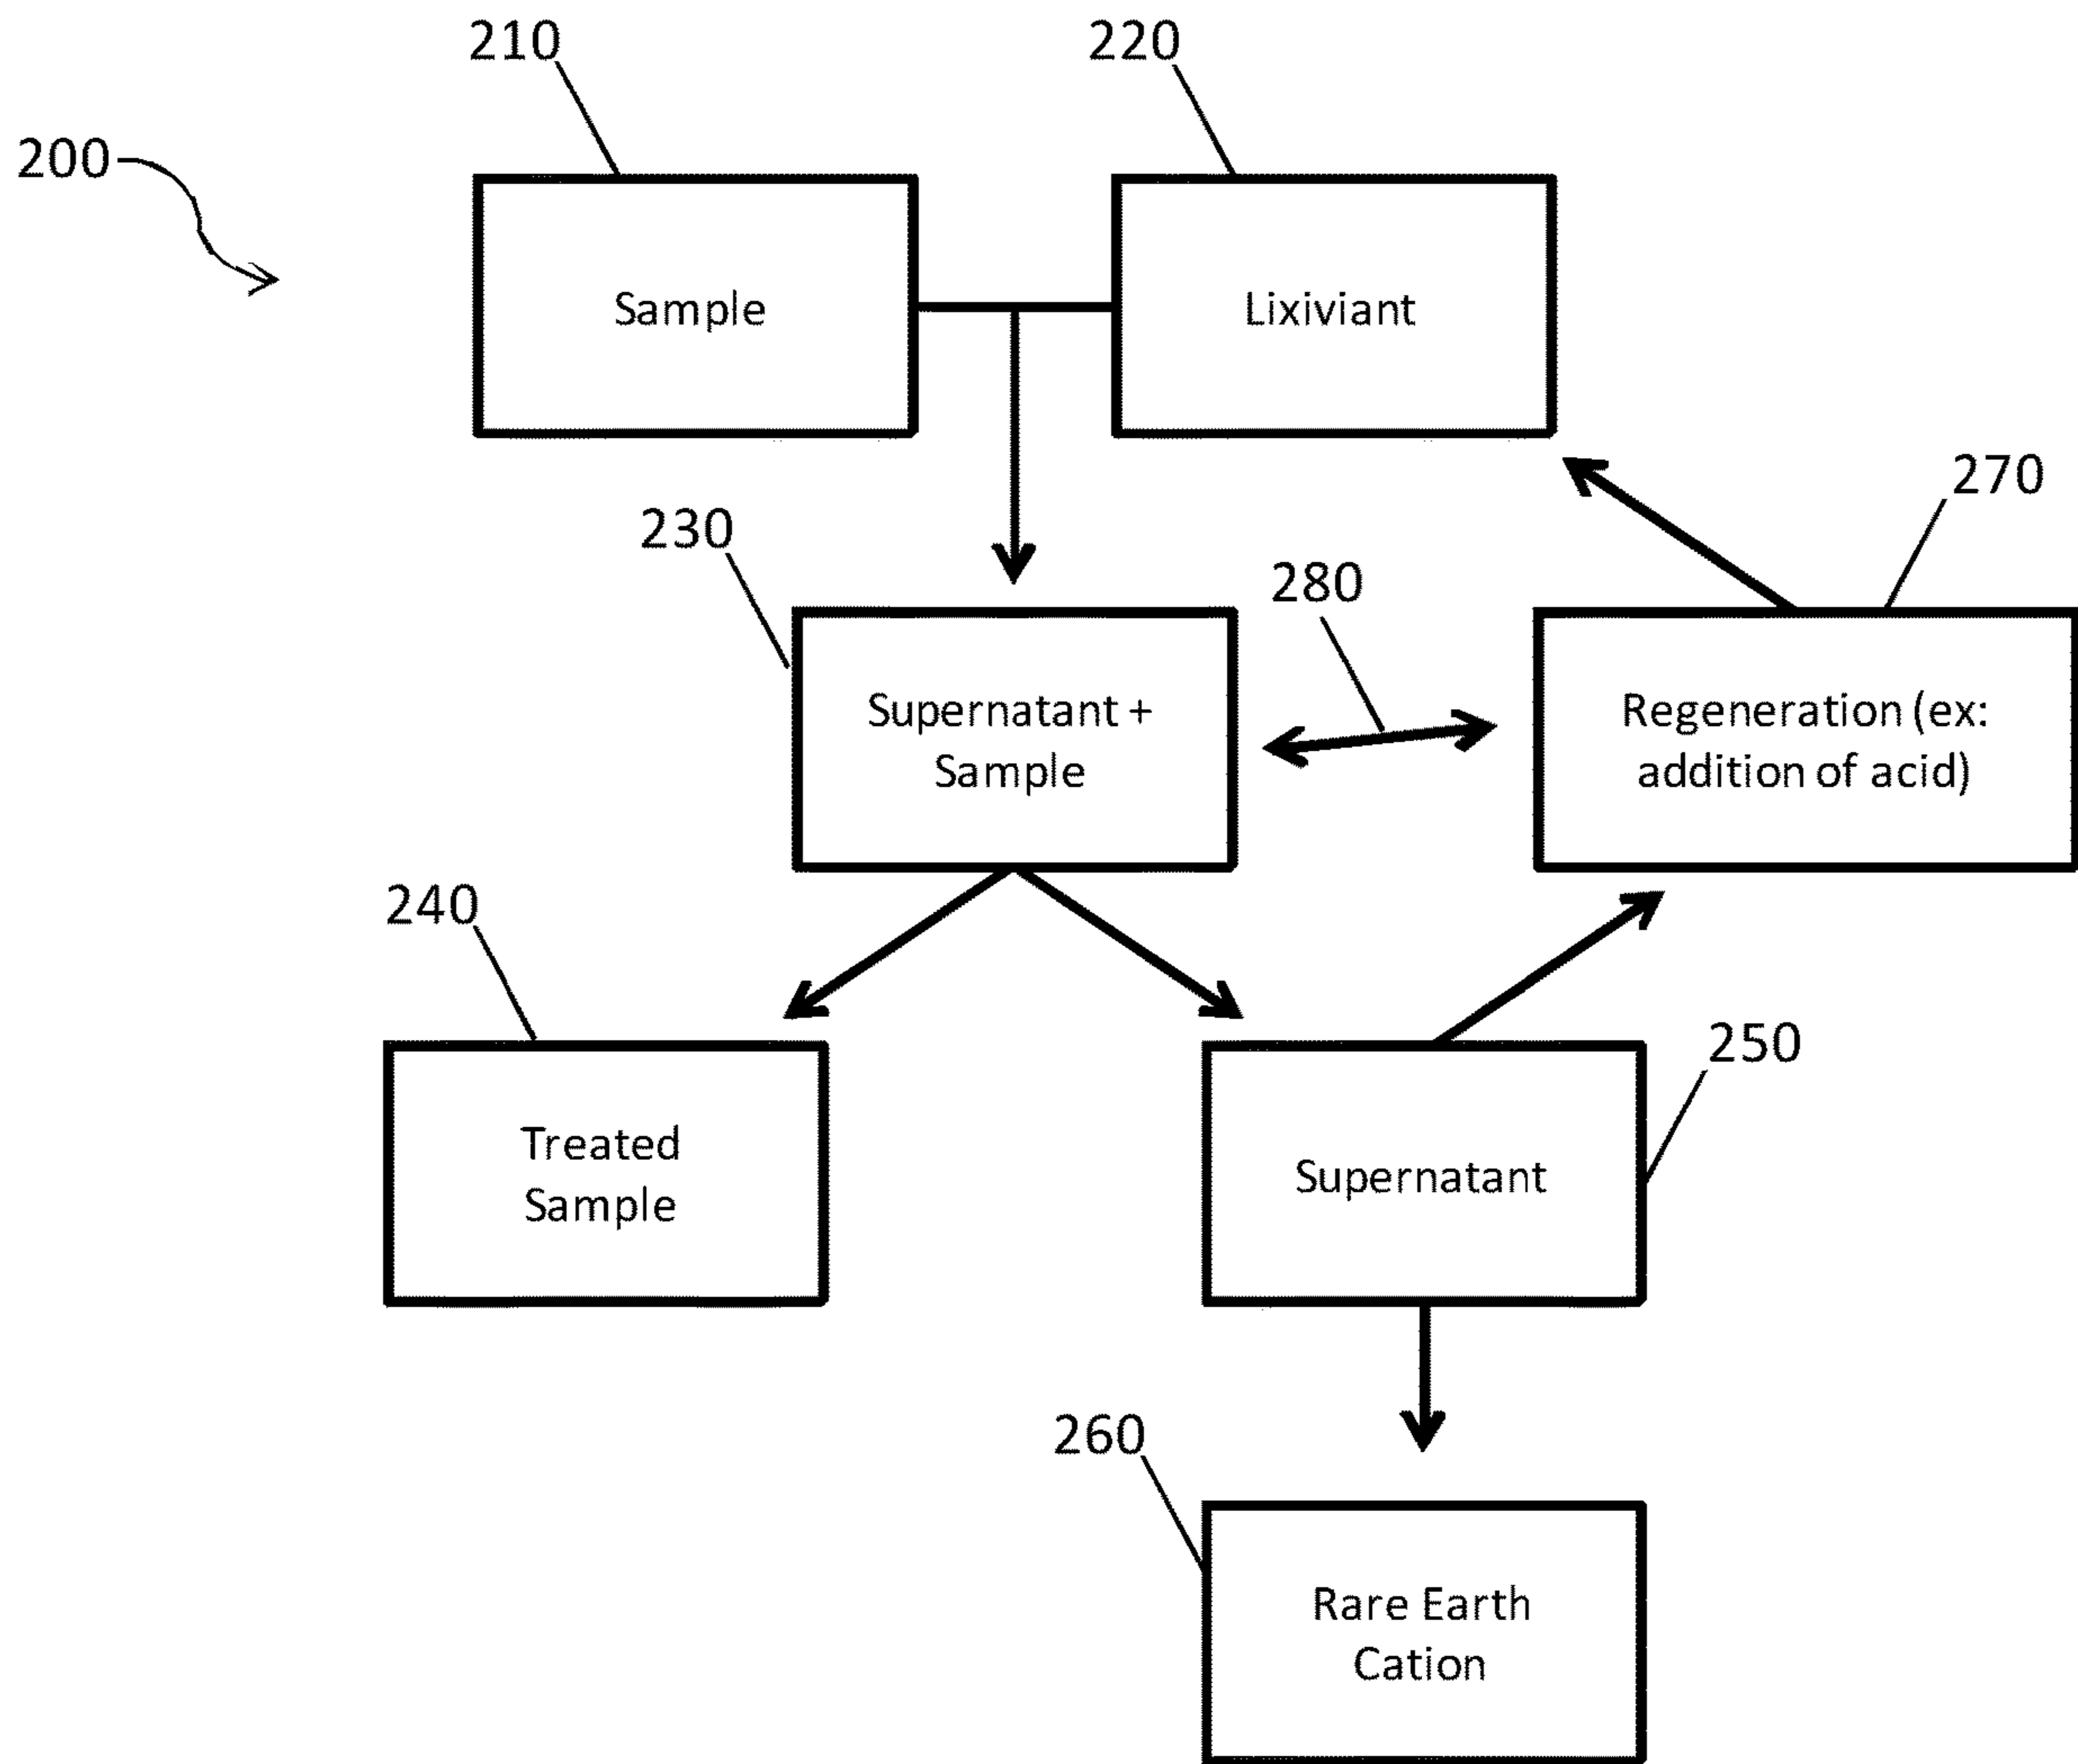 210
220
200
Sample
Lixiviant
270
230
280
Supernatant +
Sample
Regeneration (ex:
addition of acid)
240
250
Treated
Sample
Supernatant
260
Rare Earth
Cation